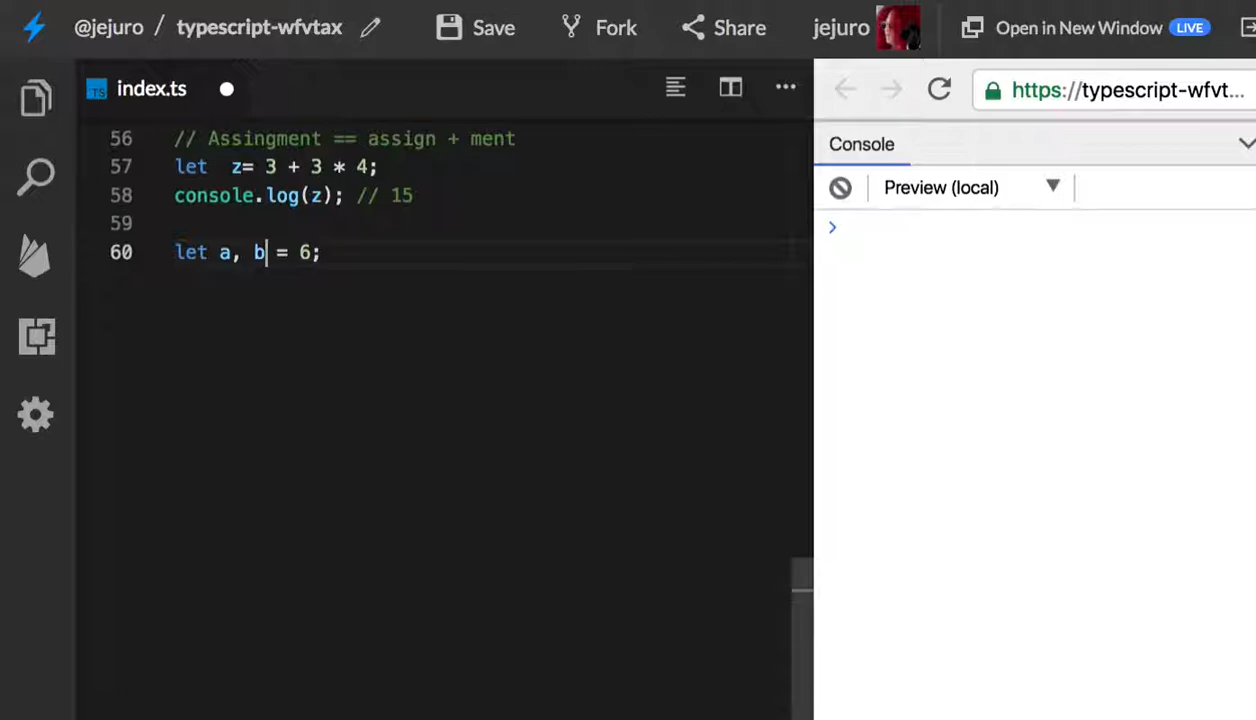 @jejuro / typescript-wfvtax Save Fork Share jejuro Open in New Window LIVE
index.ts
https://typescript-wfvt...
Console
Preview (local)
>
56 // Assingment == assign + ment
57 let  z= 3 + 3 * 4;
58 console.log(z); // 15
59
60 let a, b = 6;